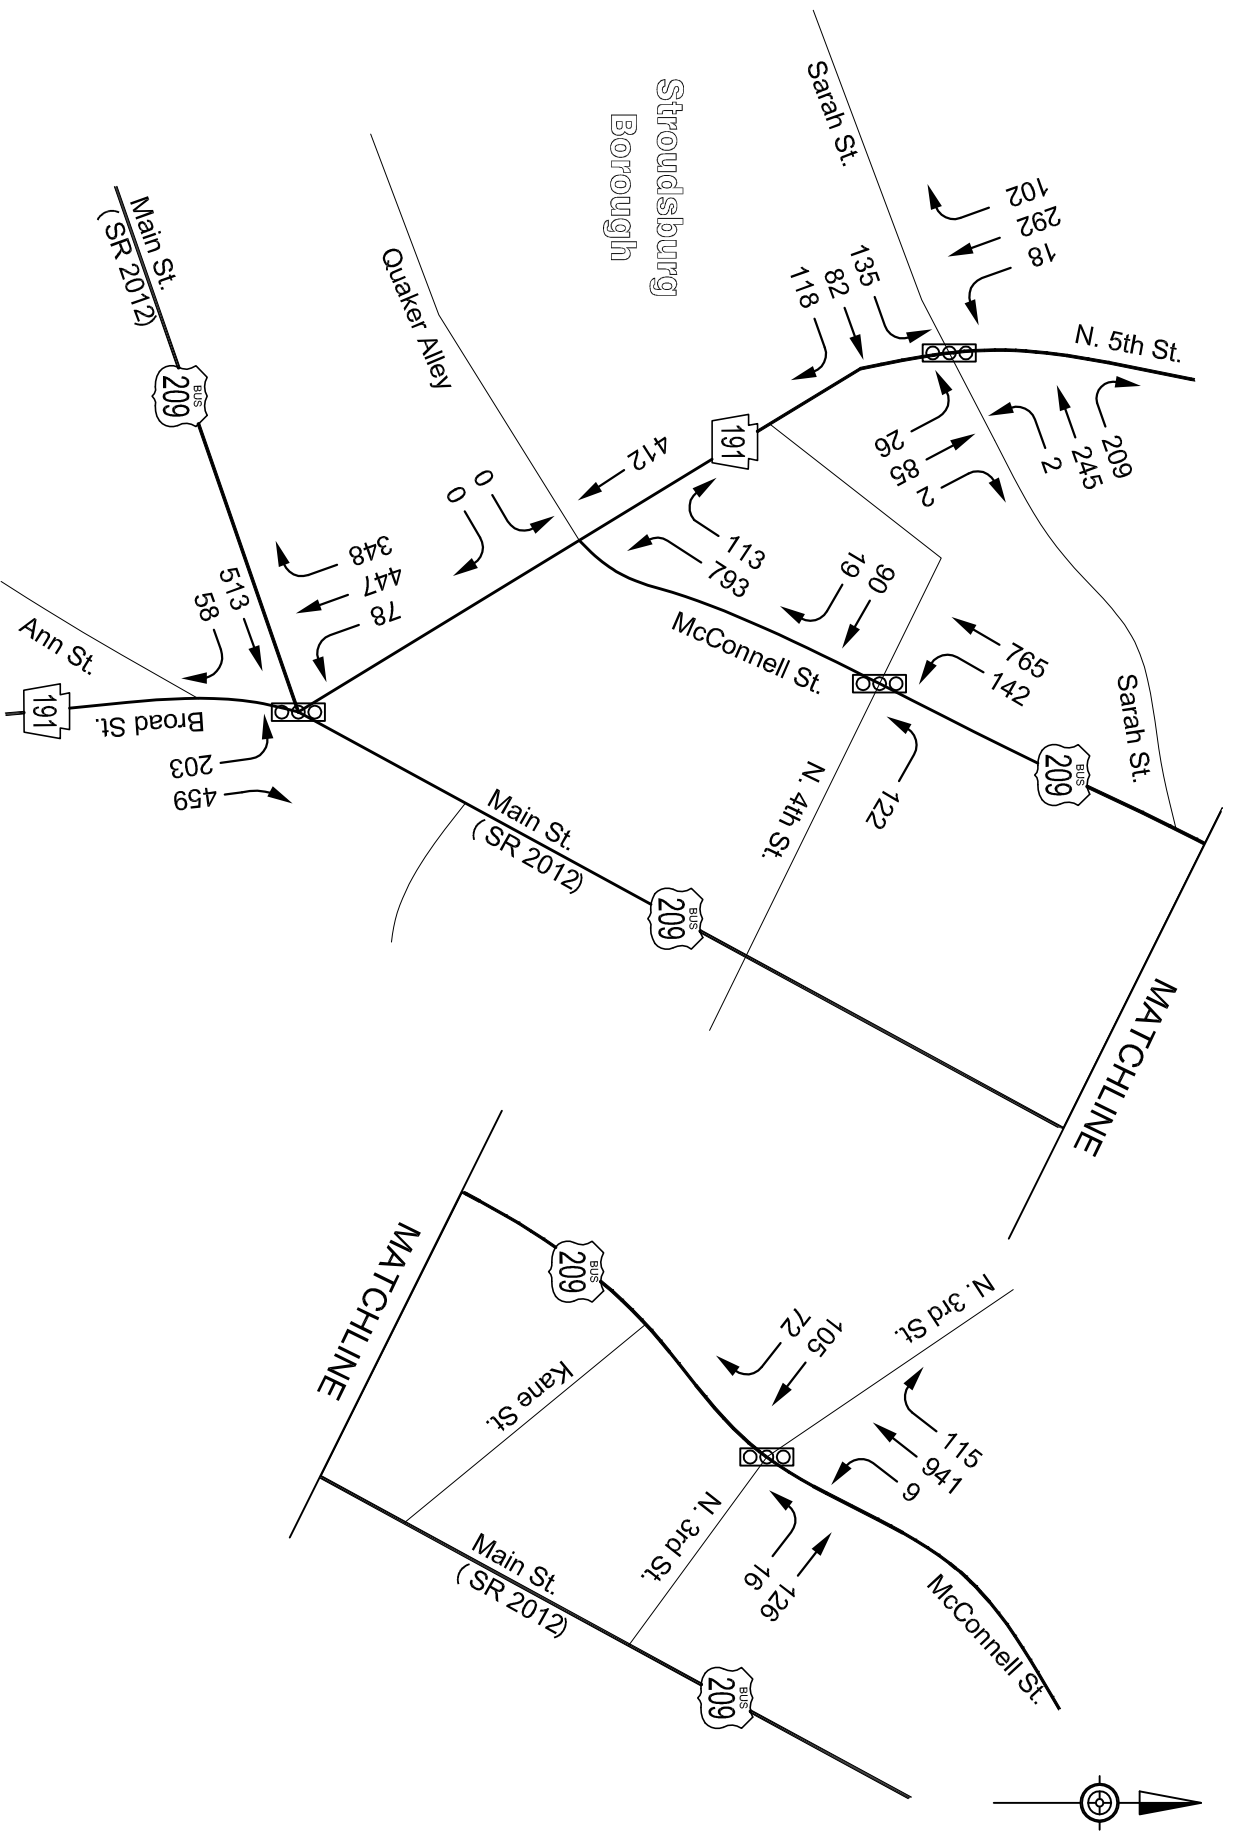 Stroudsburg
Borough
Sarah St.
102
292
18
135
82
118
N. 5th St.
209
245
2
26
85
2
Main St.
( SR 2012)
BUS
209
Quaker Alley
191
412
0
0
113
793
90
19
McConnell St.
765
142
122
N. 4th St.
Sarah St.
BUS
209
348
447
78
513
58
Ann St.
191
Broad St.
203
459
Main St.
( SR 2012)
BUS
209
MATCHLINE
MATCHLINE
BUS
209
Kane St.
105
72
N. 3rd St.
115
941
9
N. 3rd St.
126
16
McConnell St.
Main St.
( SR 2012)
BUS
209